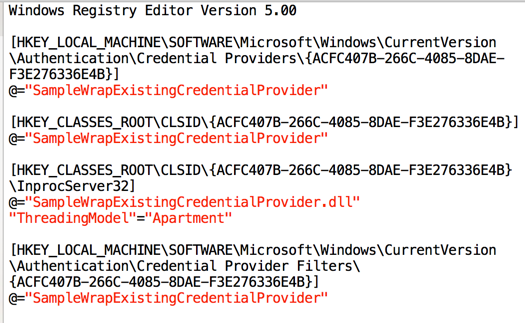 Windows Registry Editor Version 5.00
[HKEY_LOCAL_MACHINE\SOFTWARE\Microsoft\Windows\CurrentVersion
\Authentication\Credential Providers\{ACFC407B-266C-4085-8DAE-
F3E276336E4B}]
@="SampleWrapExistingCredentialProvider"
[HKEY_CLASSES_ROOT\CLSID\{ACFC407B-266C-4085-8DAE-F3E276336E4B}]
@="SampleWrapExistingCredentialProvider"
[HKEY_CLASSES_ROOT\CLSID\{ACFC407B-266C-4085-8DAE-F3E276336E4B}
\InprocServer32]
@="SampleWrapExistingCredentialProvider.dll"
"ThreadingModel"="Apartment"
[HKEY_LOCAL_MACHINE\SOFTWARE\Microsoft\Windows\CurrentVersion
\Authentication\Credential Provider Filters\
{ACFC407B-266C-4085-8DAE-F3E276336E4B}]
@="SampleWrapExistingCredentialProvider"